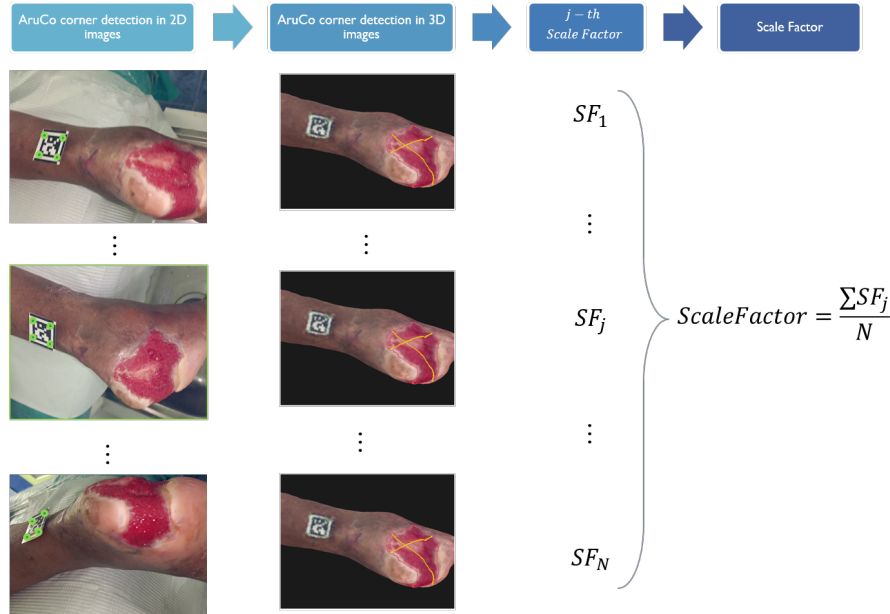 AruCo corner detection in 2D
images
AruCo corner detection in 3D
images
j − th
Scale Factor
Scale Factor
SF₁
⋮
SFⱼ
⋮
SF_N
⋮
⋮
⋮
⋮
ScaleFactor = ∑SFⱼ / N